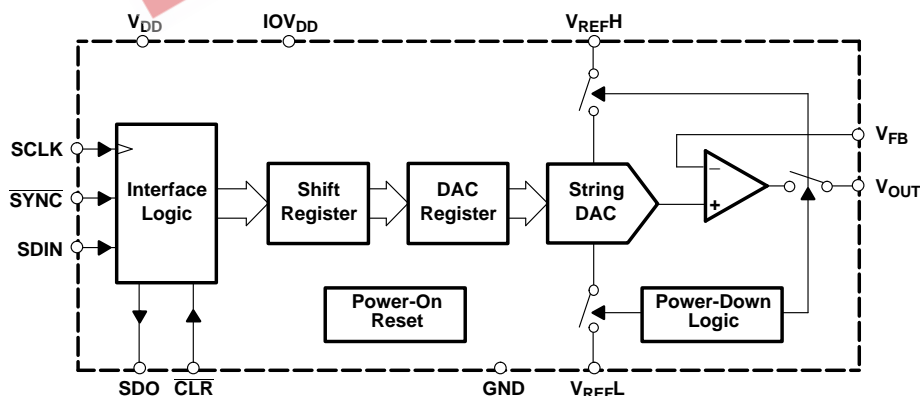 VDD IOVDD VREFH
SCLK
SYNC
SDIN
Interface
Logic
Shift
Register
DAC
Register
String
DAC
−
+
VFB
VOUT
Power-On
Reset
Power-Down
Logic
SDO CLR GND VREFL